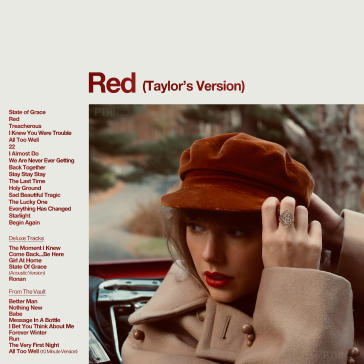 Red (Taylor's Version)
State of Grace
Red
Treacherous
I Knew You Were Trouble
All Too Well
22
I Almost Do
We Are Never Ever Getting
Back Together
Stay Stay Stay
The Last Time
Holy Ground
Sad Beautiful Tragic
The Lucky One
Everything Has Changed
Starlight
Begin Again
Deluxe Tracks
The Moment I Knew
Come Back...Be Here
Girl At Home
State Of Grace
(Acoustic Version)
Ronan
From The Vault
Better Man
Nothing New
Babe
Message In A Bottle
I Bet You Think About Me
Forever Winter
Run
The Very First Night
All Too Well (10 Minute Version)